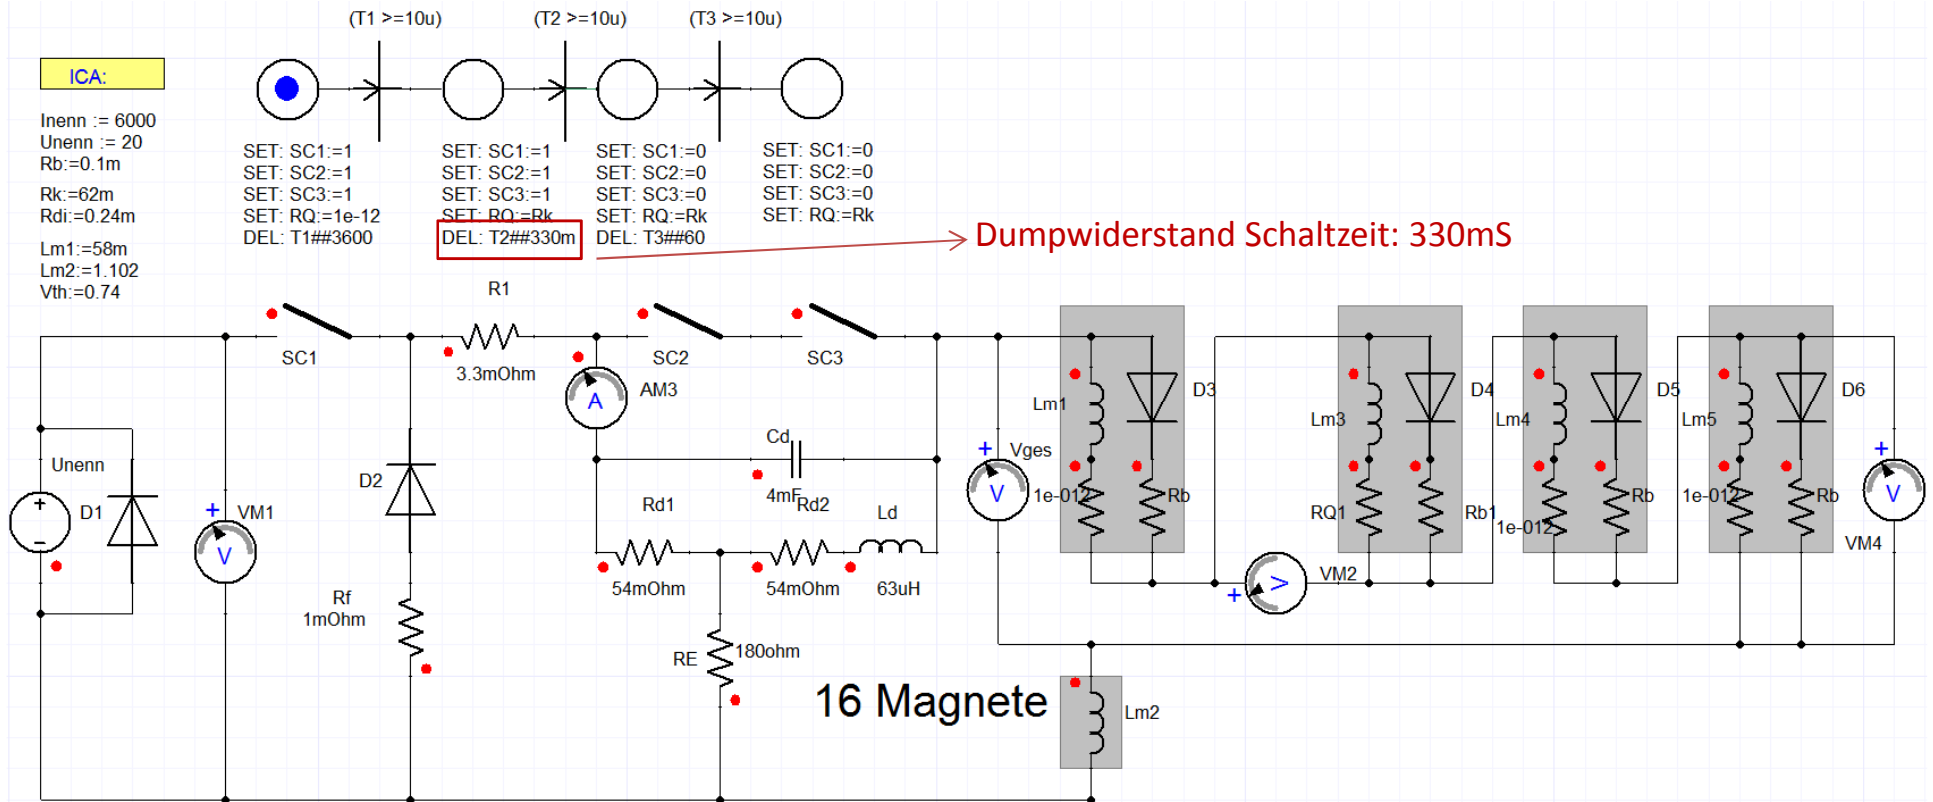 (T1 >=10u)
(T2 >=10u)
(T3 >=10u)
ICA:
Inenn := 6000
Unenn := 20
Rb:=0.1m
Rk:=62m
Rdi:=0.24m
Lm1:=58m
Lm2:=1.102
Vth:=0.74
SET: SC1:=1
SET: SC2:=1
SET: SC3:=1
SET: RQ:=1e-12
DEL: T1##3600
SET: SC1:=1
SET: SC2:=1
SET: SC3:=1
SET: RQ:=Rk
DEL: T2##330m
SET: SC1:=0
SET: SC2:=0
SET: SC3:=0
SET: RQ:=Rk
DEL: T3##60
SET: SC1:=0
SET: SC2:=0
SET: SC3:=0
SET: RQ:=Rk
Dumpwiderstand Schaltzeit: 330mS
R1
SC1
3.3mOhm
SC2
SC3
AM3
A
Unenn
D1
VM1
V
D2
Rf
1mOhm
Cd
4mF
Rd1
54mOhm
Rd2
54mOhm
Ld
63uH
RE
180ohm
Vges
V
Lm1
D3
1e-012
Rb
VM2
V
Lm3
D4
RQ1
Rb1
Lm4
D5
1e-012
Rb
Lm5
D6
1e-012
Rb
V
VM4
16 Magnete
Lm2